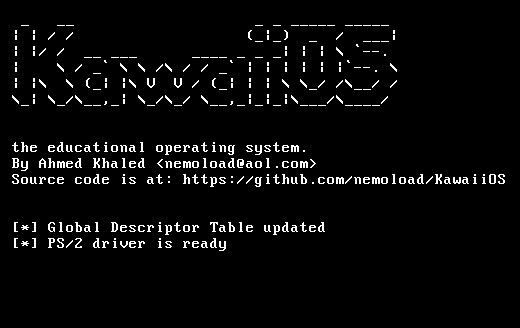 KawaiiOS
the educational operating system.
By Ahmed Khaled <nemoload@aol.com>
Source code is at: https://github.com/nemoload/KawaiiOS
[*] Global Descriptor Table updated
[*] PS/2 driver is ready